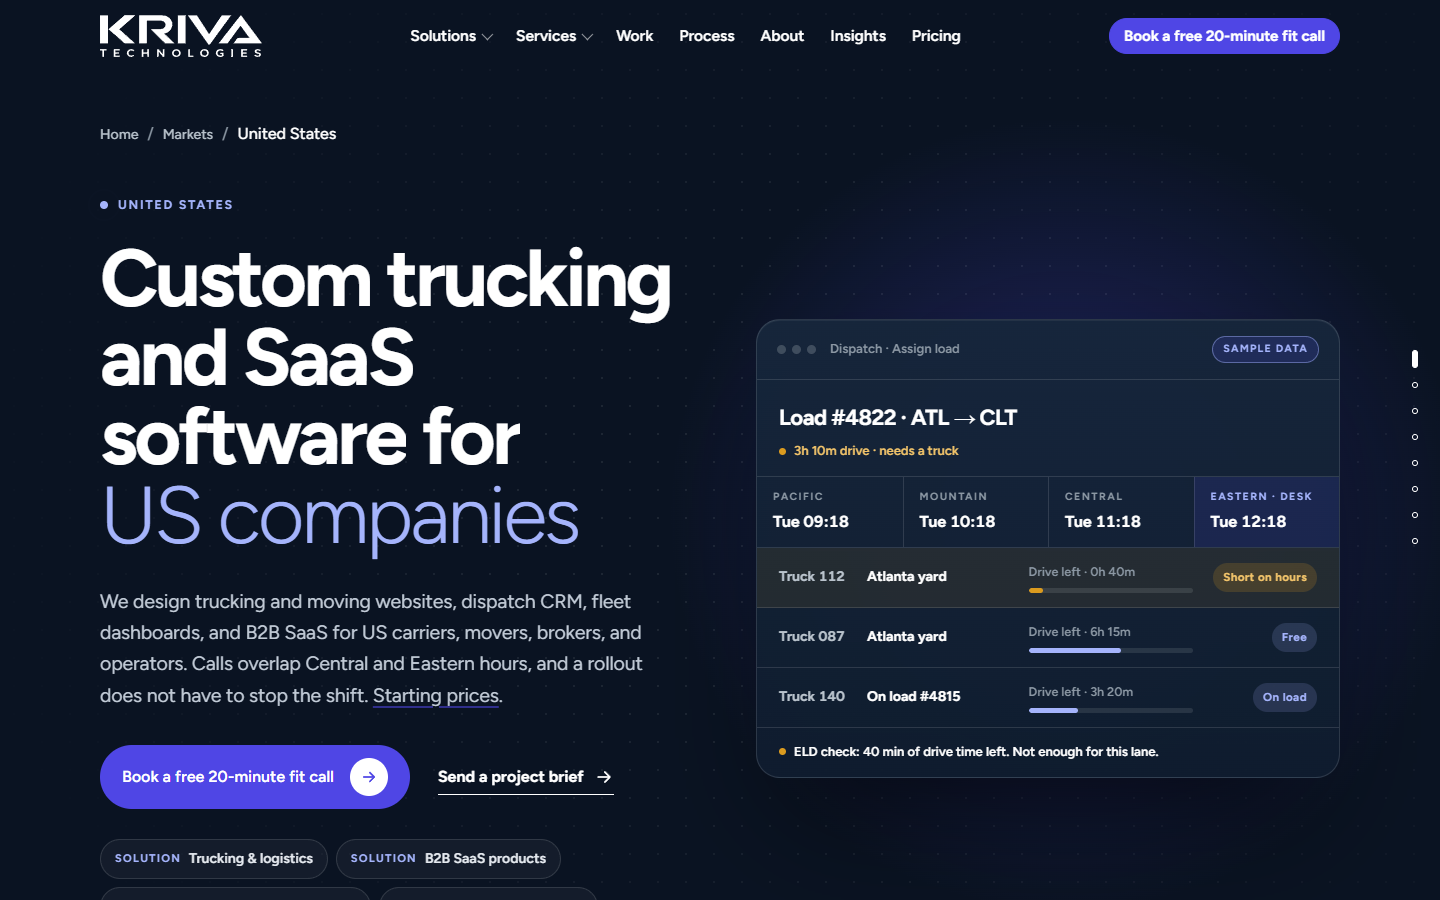 KRIVA
TECHNOLOGIES
Solutions
Services
Work
Process
About
Insights
Pricing
Book a free 20-minute fit call
Home / Markets / United States
UNITED STATES
Custom trucking
and SaaS
software for
US companies
We design trucking and moving websites, dispatch CRM, fleet
dashboards, and B2B SaaS for US carriers, movers, brokers, and
operators. Calls overlap Central and Eastern hours, and a rollout
does not have to stop the shift. Starting prices.
Book a free 20-minute fit call →
Send a project brief →
SOLUTION Trucking & logistics
SOLUTION B2B SaaS products
Dispatch · Assign load
SAMPLE DATA
Load #4822 · ATL → CLT
3h 10m drive · needs a truck
PACIFIC
Tue 09:18
MOUNTAIN
Tue 10:18
CENTRAL
Tue 11:18
EASTERN · DESK
Tue 12:18
Truck 112 Atlanta yard Drive left · 0h 40m Short on hours
Truck 087 Atlanta yard Drive left · 6h 15m Free
Truck 140 On load #4815 Drive left · 3h 20m On load
ELD check: 40 min of drive time left. Not enough for this lane.